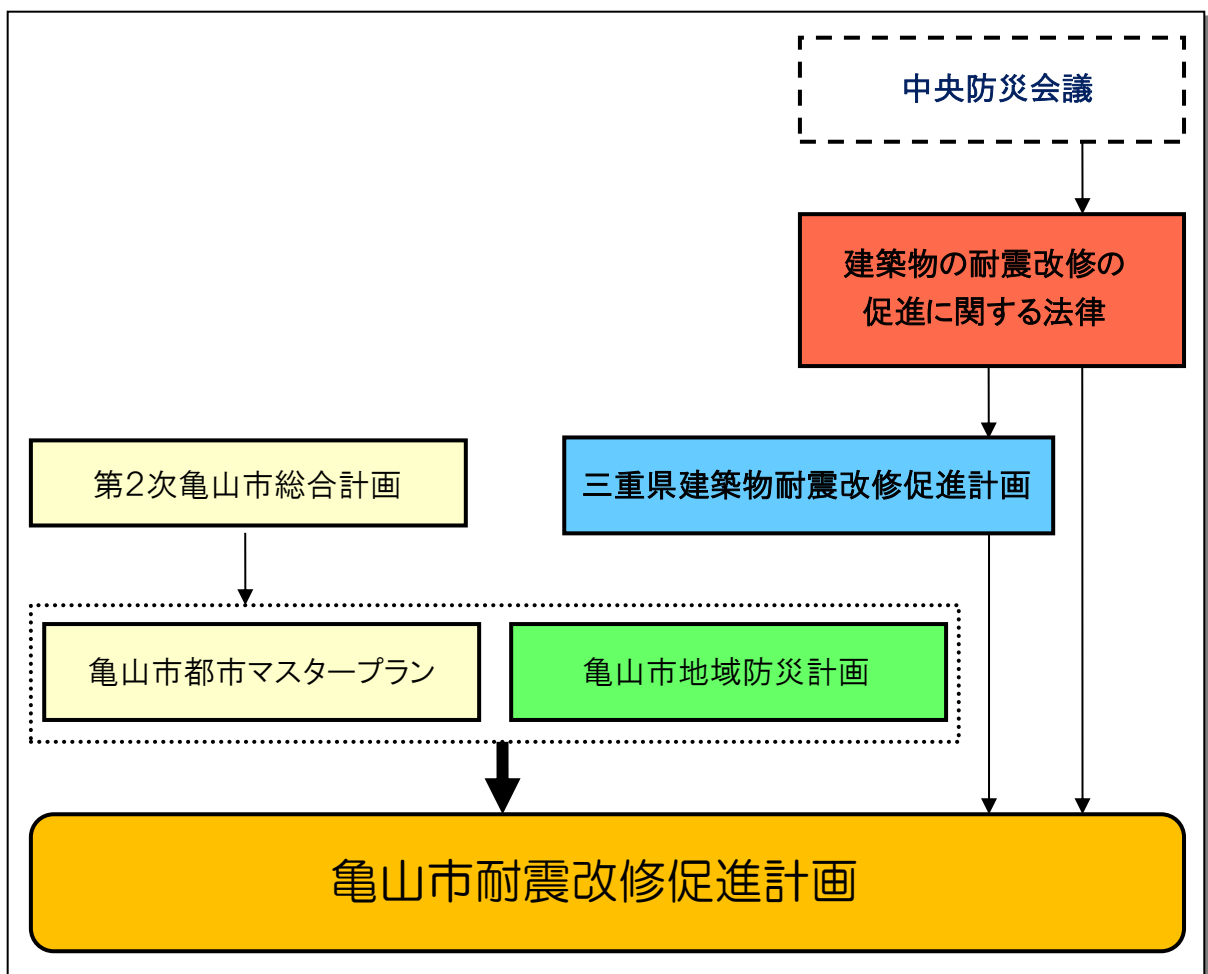 中央防災会議
建築物の耐震改修の
促進に関する法律
第2次亀山市総合計画
三重県建築物耐震改修促進計画
亀山市都市マスタープラン
亀山市地域防災計画
亀山市耐震改修促進計画